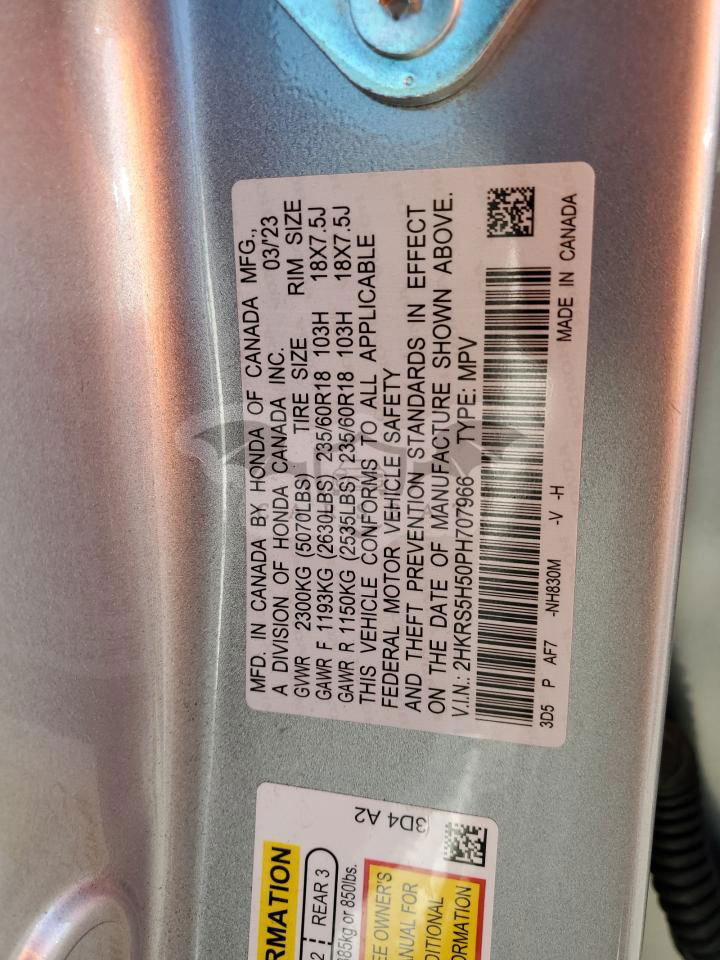 MFD. IN CANADA BY HONDA OF CANADA MFG.,
A DIVISION OF HONDA CANADA INC. 03/'23
GVWR 2300KG (5070LBS) TIRE SIZE RIM SIZE
GAWR F 1193KG (2630LBS) 235/60R18 103H 18X7.5J
GAWR R 1150KG (2535LBS) 235/60R18 103H 18X7.5J
THIS VEHICLE CONFORMS TO ALL APPLICABLE
FEDERAL MOTOR VEHICLE SAFETY
AND THEFT PREVENTION STANDARDS IN EFFECT
ON THE DATE OF MANUFACTURE SHOWN ABOVE.
V.I.N.: 2HKRS5H50PH707966 TYPE: MPV
3D5 P AF7 -NH830M -V -H MADE IN CANADA
3D4 A2
RMATION
2 REAR 3
385kg or 850lbs.
EE OWNER'S
ANUAL FOR
DITIONAL
ORMATION